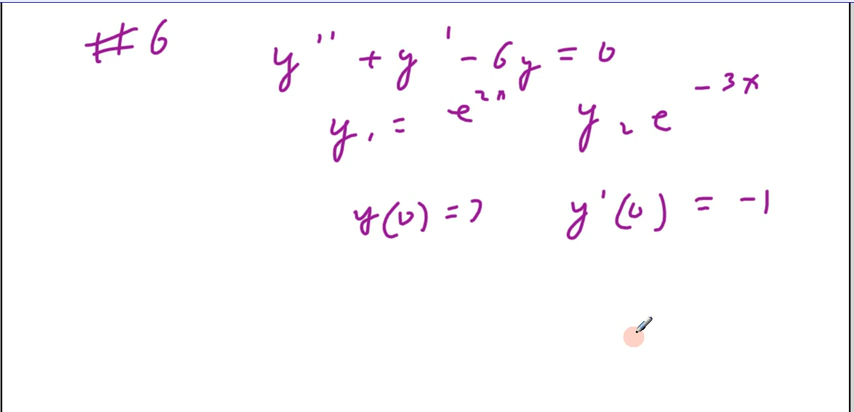 #6 y'' + y' - 6y = 0
y₁ = e^{2x} y₂ e^{-3x}
y(0) = 7 y'(0) = -1